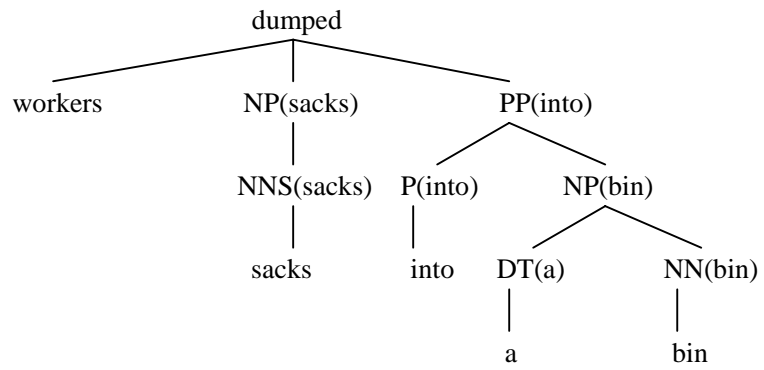 dumped
workers NP(sacks) PP(into)
NNS(sacks) P(into) NP(bin)
sacks into DT(a) NN(bin)
a bin